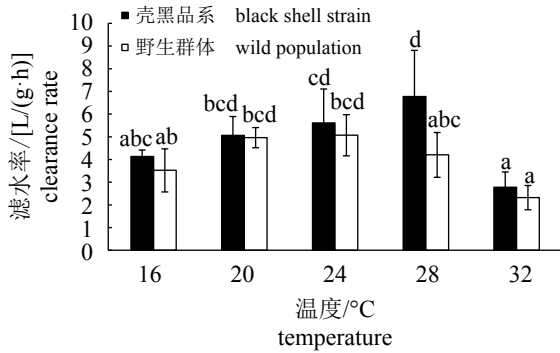 壳黑品系 black shell strain
野生群体 wild population
滤水率/[L/(g·h)]
clearance rate
10
9
8
7
6
5
4
3
2
1
0
abc ab
bcd bcd
cd bcd
d abc
a a
16 20 24 28 32
温度/°C
temperature